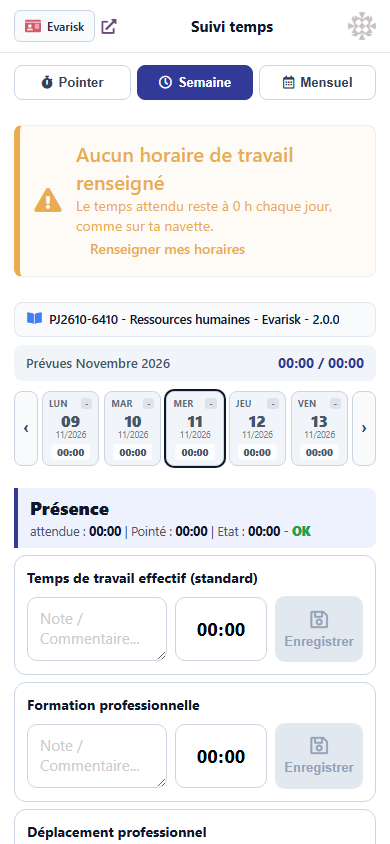 Evarisk
Suivi temps
Pointer
Semaine
Mensuel
Aucun horaire de travail
renseigné
Le temps attendu reste à 0 h chaque jour,
comme sur ta navette.
Renseigner mes horaires
PJ2610-6410 - Ressources humaines - Evarisk - 2.0.0
Prévues Novembre 2026 00:00 / 00:00
‹
LUN -
09
11/2026
00:00
MAR -
10
11/2026
00:00
MER -
11
11/2026
00:00
JEU -
12
11/2026
00:00
VEN -
13
11/2026
00:00
›
Présence
attendue : 00:00 | Pointé : 00:00 | Etat : 00:00 - OK
Temps de travail effectif (standard)
Note /
Commentaire...
00:00
Enregistrer
Formation professionnelle
Note /
Commentaire...
00:00
Enregistrer
Déplacement professionnel